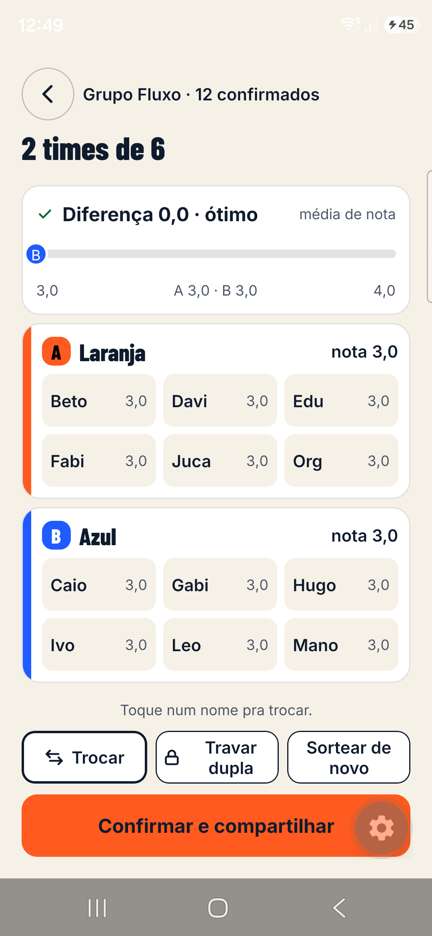 12:49
45
Grupo Fluxo · 12 confirmados
2 times de 6
Diferença 0,0 · ótimo
média de nota
B
3,0
A 3,0 · B 3,0
4,0
A
Laranja
nota 3,0
Beto 3,0
Davi 3,0
Edu 3,0
Fabi 3,0
Juca 3,0
Org 3,0
B
Azul
nota 3,0
Caio 3,0
Gabi 3,0
Hugo 3,0
Ivo 3,0
Leo 3,0
Mano 3,0
Toque num nome pra trocar.
Trocar
Travar
dupla
Sortear de
novo
Confirmar e compartilhar